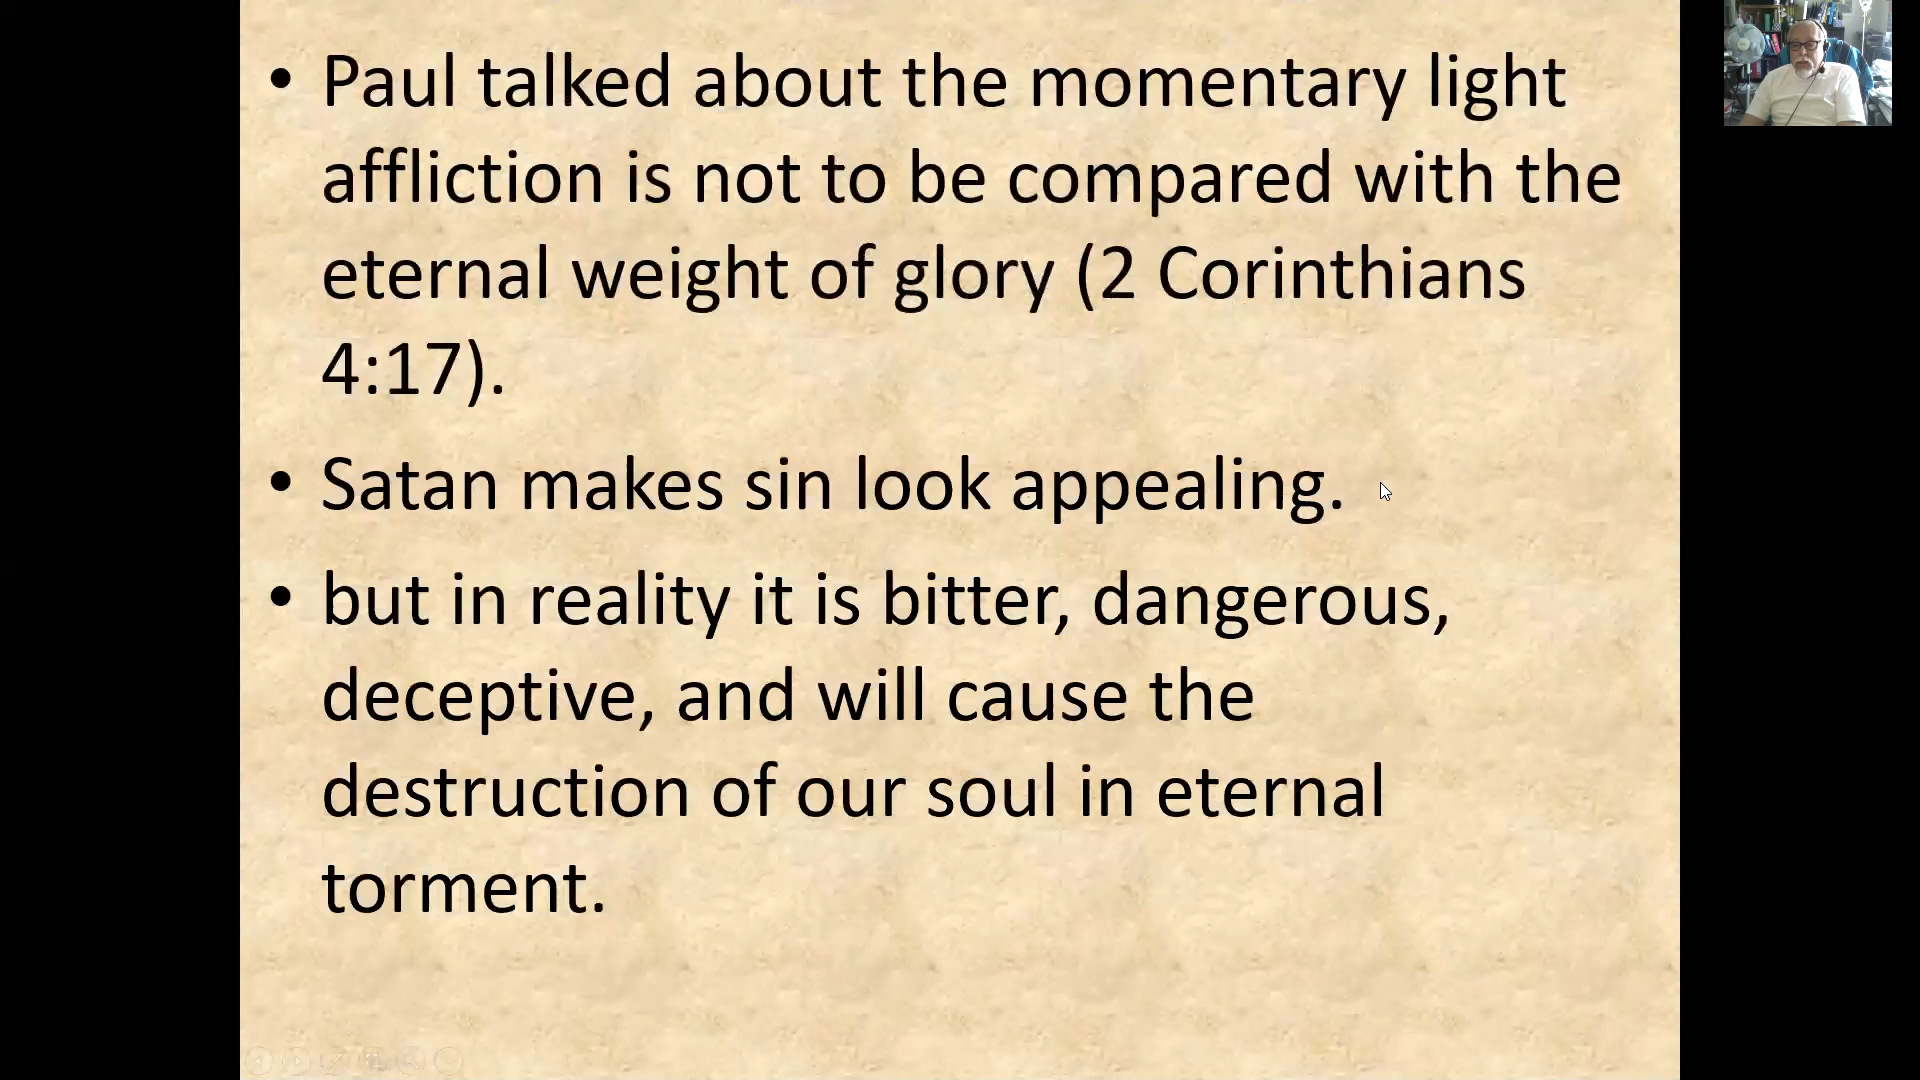 • Paul talked about the momentary light
affliction is not to be compared with the
eternal weight of glory (2 Corinthians
4:17).
• Satan makes sin look appealing.
• but in reality it is bitter, dangerous,
deceptive, and will cause the
destruction of our soul in eternal
torment.